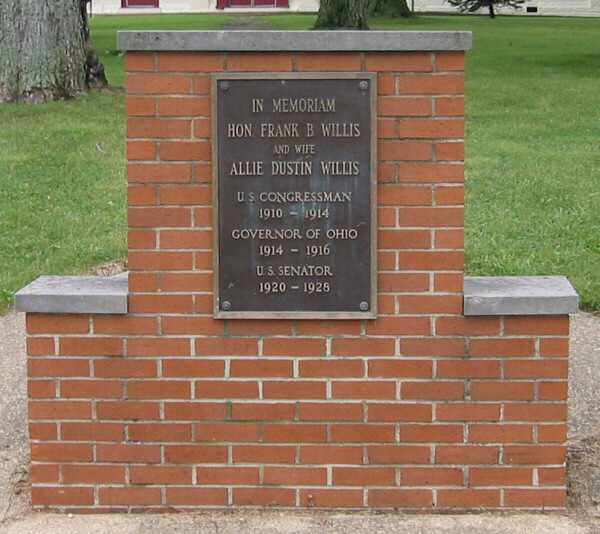 IN MEMORIAM
HON. FRANK B. WILLIS
AND WIFE
ALLIE DUSTIN WILLIS
U.S. CONGRESSMAN
1910 – 1914
GOVERNOR OF OHIO
1914 – 1916
U.S. SENATOR
1920 – 1928